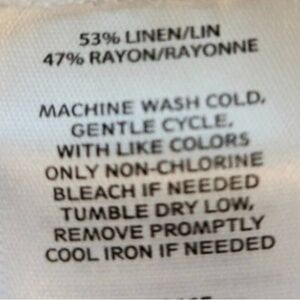 53% LINEN/LIN
47% RAYON/RAYONNE
MACHINE WASH COLD,
GENTLE CYCLE,
WITH LIKE COLORS
ONLY NON-CHLORINE
BLEACH IF NEEDED
TUMBLE DRY LOW,
REMOVE PROMPTLY
COOL IRON IF NEEDED